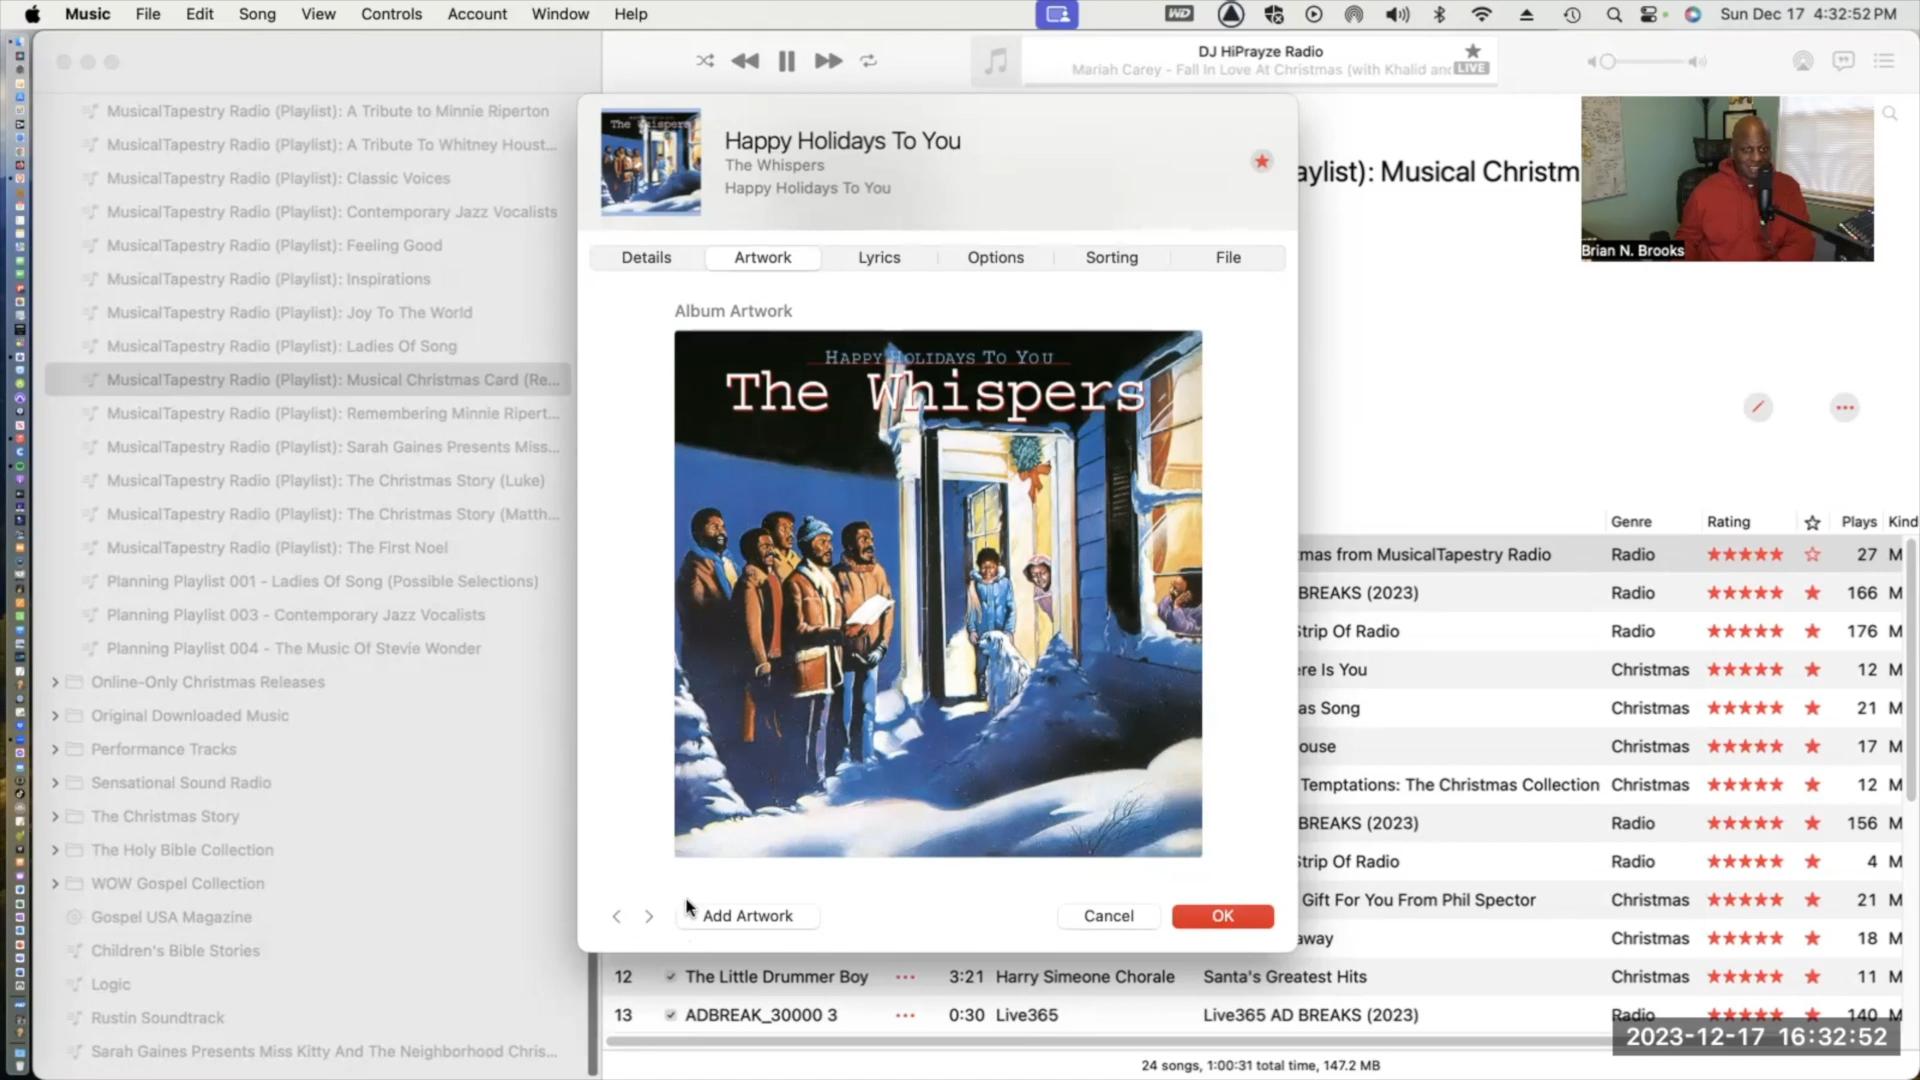 Music File Edit Song View Controls Account Window Help
WD
Sun Dec 17 4:32:52 PM
DJ HiPrayze Radio
Mariah Carey - Fall In Love At Christmas (with Khalid and
LIVE
MusicalTapestry Radio (Playlist): A Tribute to Minnie Riperton
MusicalTapestry Radio (Playlist): A Tribute To Whitney Houst...
MusicalTapestry Radio (Playlist): Classic Voices
MusicalTapestry Radio (Playlist): Contemporary Jazz Vocalists
MusicalTapestry Radio (Playlist): Feeling Good
MusicalTapestry Radio (Playlist): Inspirations
MusicalTapestry Radio (Playlist): Joy To The World
MusicalTapestry Radio (Playlist): Ladies Of Song
MusicalTapestry Radio (Playlist): Musical Christmas Card (Re...
MusicalTapestry Radio (Playlist): Remembering Minnie Ripert...
MusicalTapestry Radio (Playlist): Sarah Gaines Presents Miss...
MusicalTapestry Radio (Playlist): The Christmas Story (Luke)
MusicalTapestry Radio (Playlist): The Christmas Story (Matth...
MusicalTapestry Radio (Playlist): The First Noel
Planning Playlist 001 - Ladies Of Song (Possible Selections)
Planning Playlist 003 - Contemporary Jazz Vocalists
Planning Playlist 004 - The Music Of Stevie Wonder
Online-Only Christmas Releases
Original Downloaded Music
Performance Tracks
Sensational Sound Radio
The Christmas Story
The Holy Bible Collection
WOW Gospel Collection
Gospel USA Magazine
Children's Bible Stories
Logic
Rustin Soundtrack
Sarah Gaines Presents Miss Kitty And The Neighborhood Chris...
The Whispers
Happy Holidays To You
The Whispers
Happy Holidays To You
Details Artwork Lyrics Options Sorting File
Album Artwork
HAPPY HOLIDAYS TO YOU
The Whispers
Add Artwork
Cancel
OK
aylist): Musical Christm
Brian N. Brooks
Genre Rating Plays Kind
mas from MusicalTapestry Radio Radio 27 M
BREAKS (2023) Radio 166 M
Strip Of Radio Radio 176 M
ere Is You Christmas 12 M
as Song Christmas 21 M
ouse Christmas 17 M
Temptations: The Christmas Collection Christmas 12 M
BREAKS (2023) Radio 156 M
Strip Of Radio Radio 4 M
Gift For You From Phil Spector Christmas 21 M
away Christmas 18 M
12 The Little Drummer Boy ... 3:21 Harry Simeone Chorale Santa's Greatest Hits Christmas 11 M
13 ADBREAK_30000 3 ... 0:30 Live365 Live365 AD BREAKS (2023) Radio 140 M
2023-12-17 16:32:52
24 songs, 1:00:31 total time, 147.2 MB